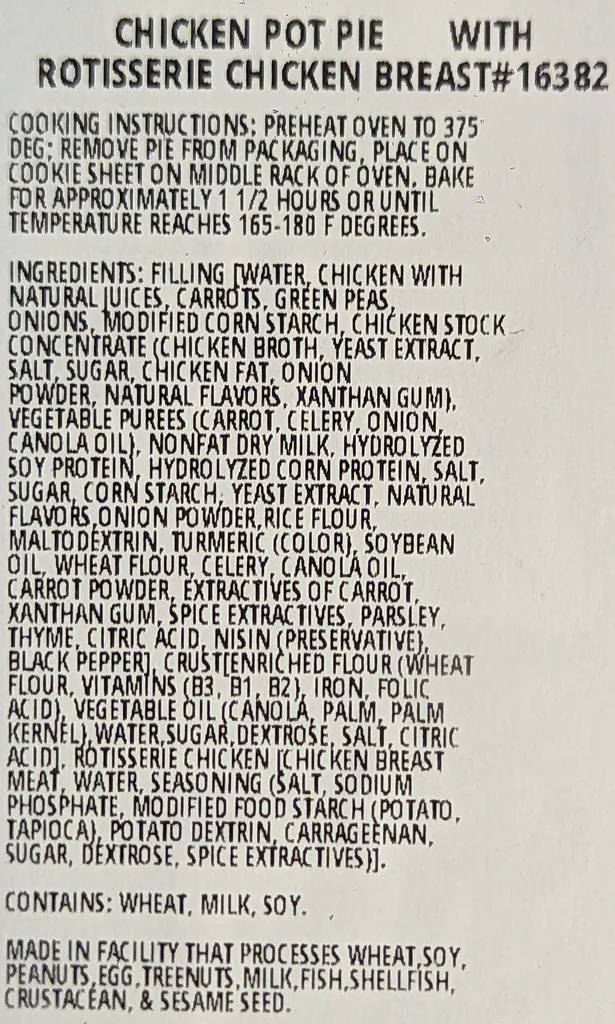 CHICKEN POT PIE WITH
ROTISSERIE CHICKEN BREAST#16382
COOKING INSTRUCTIONS: PREHEAT OVEN TO 375
DEG; REMOVE PIE FROM PACKAGING, PLACE ON
COOKIE SHEET ON MIDDLE RACK OF OVEN. BAKE
FOR APPROXIMATELY 1 1/2 HOURS OR UNTIL
TEMPERATURE REACHES 165-180 F DEGREES.
INGREDIENTS: FILLING [WATER, CHICKEN WITH
NATURAL JUICES, CARROTS, GREEN PEAS,
ONIONS, MODIFIED CORN STARCH, CHICKEN STOCK
CONCENTRATE (CHICKEN BROTH, YEAST EXTRACT,
SALT, SUGAR, CHICKEN FAT, ONION
POWDER, NATURAL FLAVORS, XANTHAN GUM),
VEGETABLE PUREES (CARROT, CELERY, ONION,
CANOLA OIL), NONFAT DRY MILK, HYDROLYZED
SOY PROTEIN, HYDROLYZED CORN PROTEIN, SALT,
SUGAR, CORN STARCH, YEAST EXTRACT, NATURAL
FLAVORS,ONION POWDER,RICE FLOUR,
MALTODEXTRIN, TURMERIC (COLOR), SOYBEAN
OIL, WHEAT FLOUR, CELERY, CANOLA OIL,
CARROT POWDER, EXTRACTIVES OF CARROT,
XANTHAN GUM, SPICE EXTRACTIVES, PARSLEY,
THYME, CITRIC ACID, NISIN (PRESERVATIVE),
BLACK PEPPER], CRUST[ENRICHED FLOUR (WHEAT
FLOUR, VITAMINS (B3, B1, B2), IRON, FOLIC
ACID), VEGETABLE OIL (CANOLA, PALM, PALM
KERNEL),WATER,SUGAR,DEXTROSE, SALT, CITRIC
ACID], ROTISSERIE CHICKEN [CHICKEN BREAST
MEAT, WATER, SEASONING (SALT, SODIUM
PHOSPHATE, MODIFIED FOOD STARCH (POTATO,
TAPIOCA), POTATO DEXTRIN, CARRAGEENAN,
SUGAR, DEXTROSE, SPICE EXTRACTIVES)].
CONTAINS: WHEAT, MILK, SOY.
MADE IN FACILITY THAT PROCESSES WHEAT,SOY,
PEANUTS,EGG,TREENUTS,MILK,FISH,SHELLFISH,
CRUSTACEAN, & SESAME SEED.